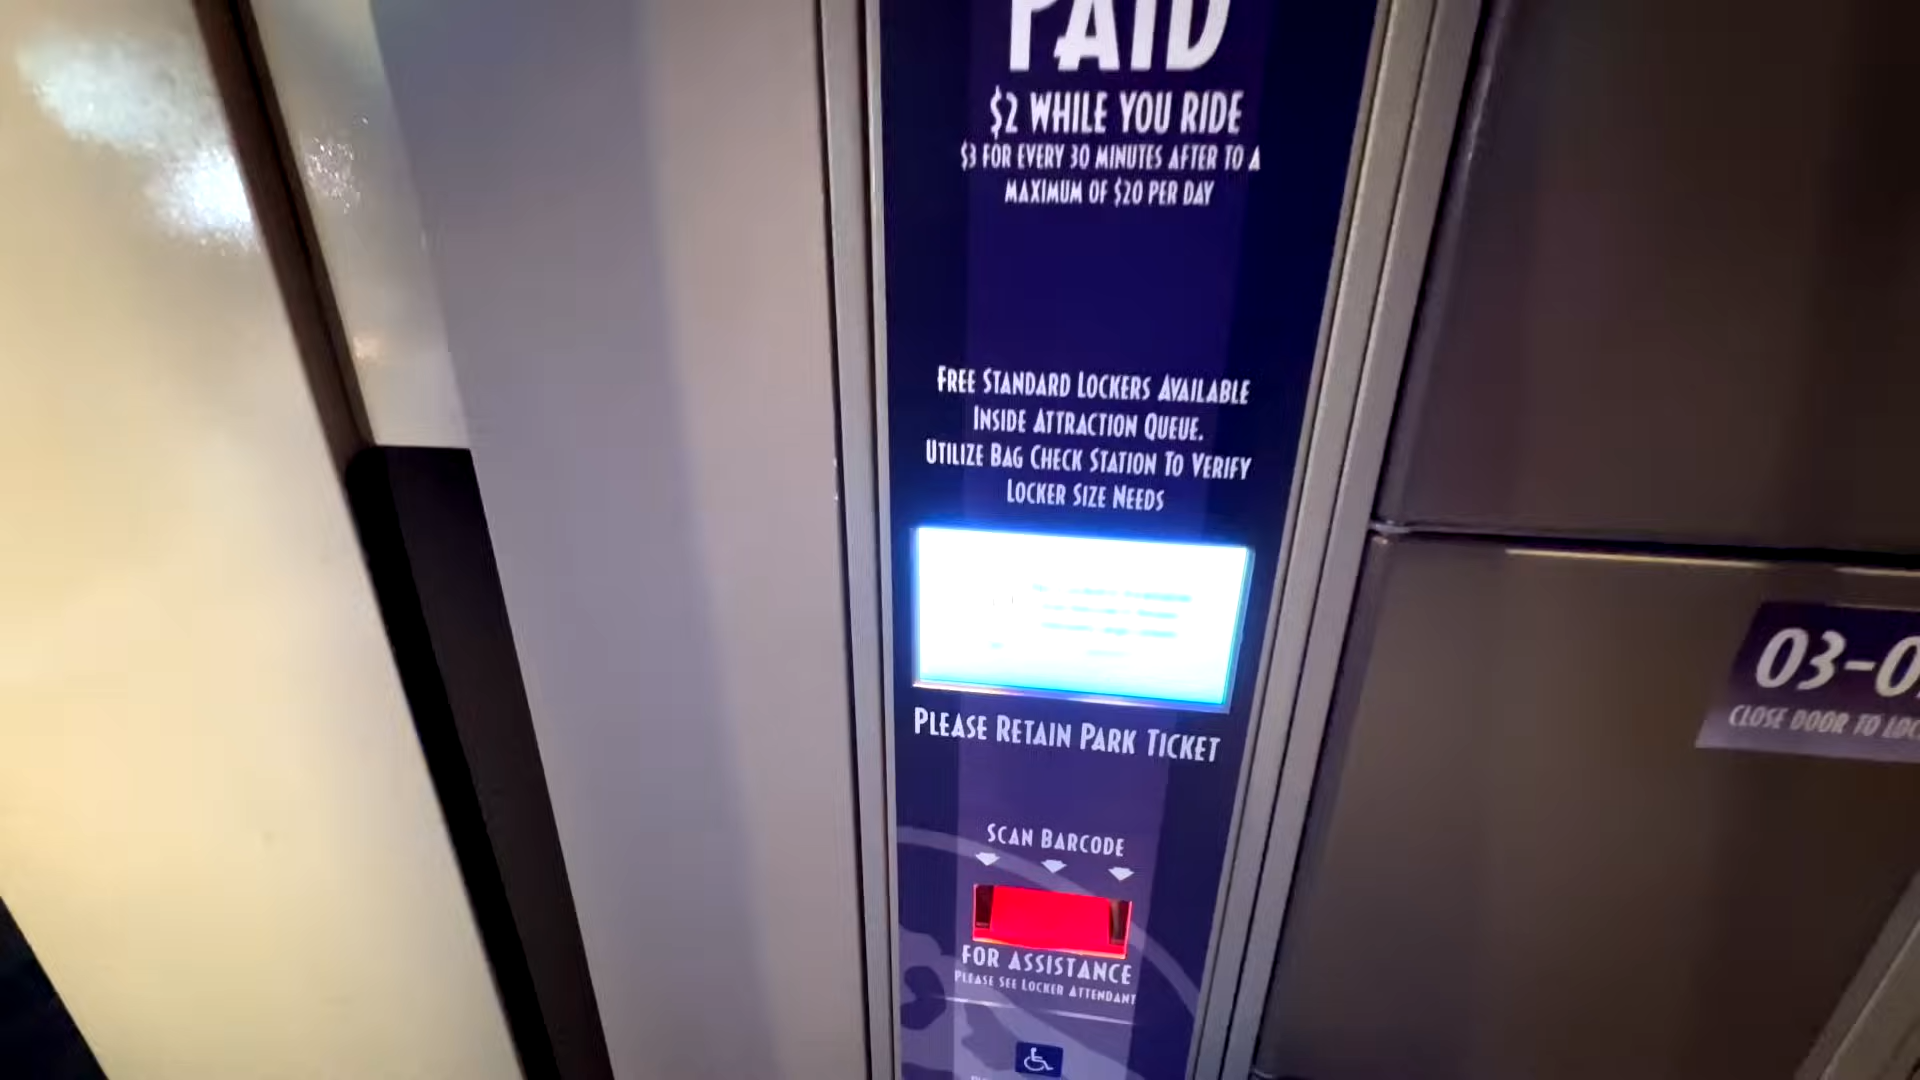 PAID
$2 WHILE YOU RIDE
$3 FOR EVERY 30 MINUTES AFTER TO A
MAXIMUM OF $20 PER DAY
FREE STANDARD LOCKERS AVAILABLE
INSIDE ATTRACTION QUEUE.
UTILIZE BAG CHECK STATION TO VERIFY
LOCKER SIZE NEEDS
PLEASE RETAIN PARK TICKET
SCAN BARCODE
FOR ASSISTANCE
PLEASE SEE LOCKER ATTENDANT
03-0
CLOSE DOOR TO